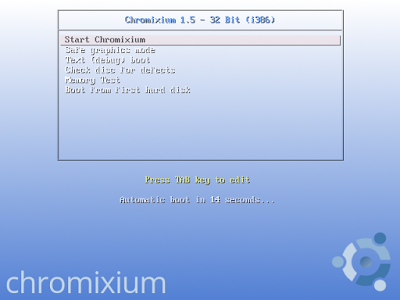 Chromixium 1.5 - 32 Bit (i386)
Start Chromixium
Safe graphics mode
Text (debug) boot
Check disc for defects
Memory Test
Boot from first hard disk
Press TAB key to edit
Automatic boot in 14 seconds...
chromixium